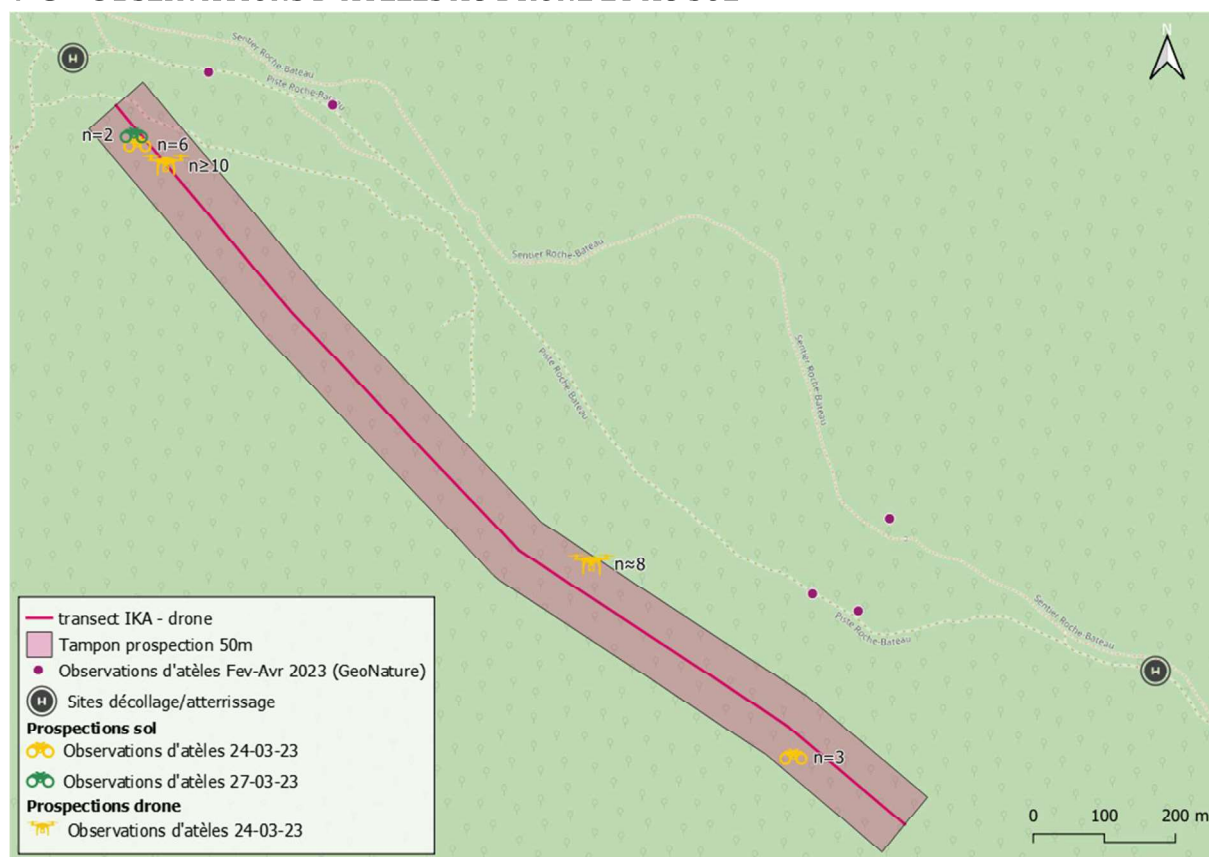 N
Sentier Roche-Bateau
Piste Roche-Bateau
n=2
n=6
n≥10
Sentier Roche-Bateau
Piste Roche-Bateau
Sentier Roche-Bateau
n≈8
Sentier Roche-Bateau
Piste Roche-Bateau
n=3
transect IKA - drone
Tampon prospection 50m
Observations d'atèles Fev-Avr 2023 (GeoNature)
H Sites décollage/atterrissage
Prospections sol
Observations d'atèles 24-03-23
Observations d'atèles 27-03-23
Prospections drone
Observations d'atèles 24-03-23
0 100 200 m